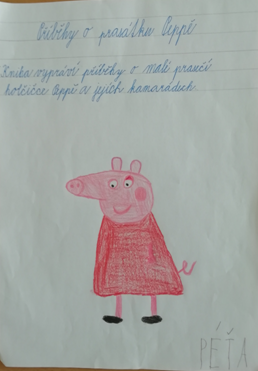 Příběhy o prasátku Peppě
Kniha vypráví příběhy o malé prasečí
holčičce Peppě a jejích kamarádech.
PÉŤA